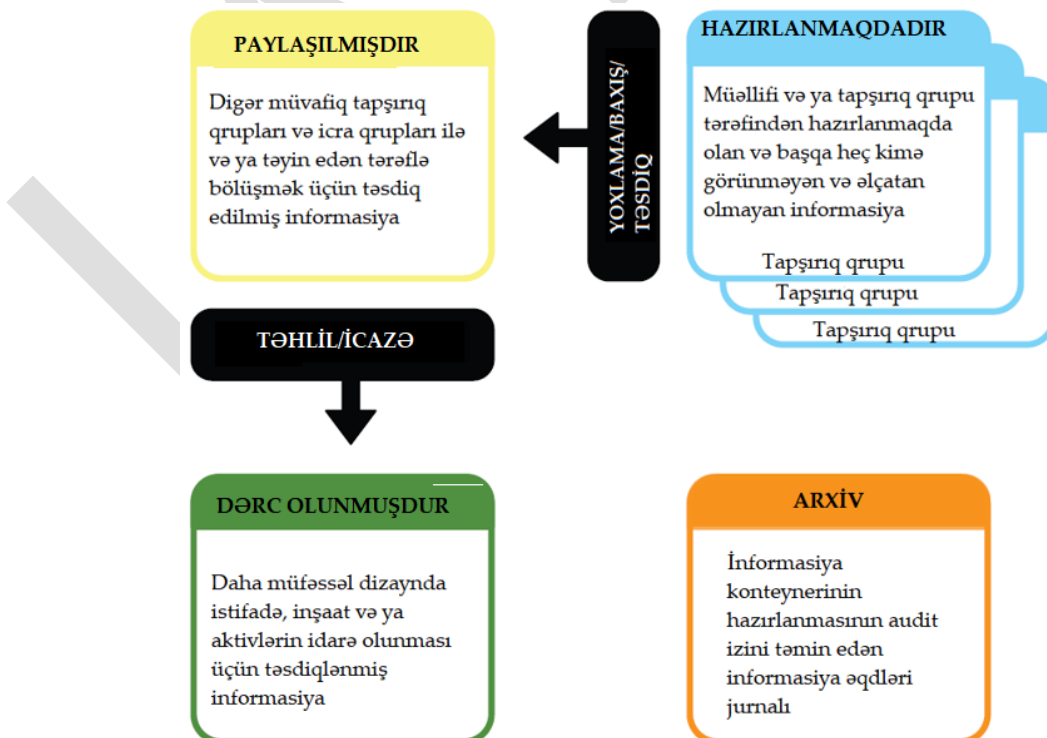 PAYLAŞILMIŞDIR
Digər müvafiq tapşırıq
qrupları və icra qrupları ilə
və ya təyin edən tərəflə
bölüşmək üçün təsdiq
edilmiş informasiya
YOXLAMA/BAXIŞ/
TƏSDİQ
HAZIRLANMAQDADIR
Müəllifi və ya tapşırıq qrupu
tərəfindən hazırlanmaqda
olan və başqa heç kimə
görünməyən və əlçatan
olmayan informasiya
Tapşırıq qrupu
Tapşırıq qrupu
Tapşırıq qrupu
TƏHLİL/İCAZƏ
DƏRC OLUNMUŞDUR
Daha müfəssəl dizaynda
istifadə, inşaat və ya
aktivlərin idarə olunması
üçün təsdiqlənmiş
informasiya
ARXİV
İnformasiya
konteynerinin
hazırlanmasının audit
izini təmin edən
informasiya əqdləri
jurnalı